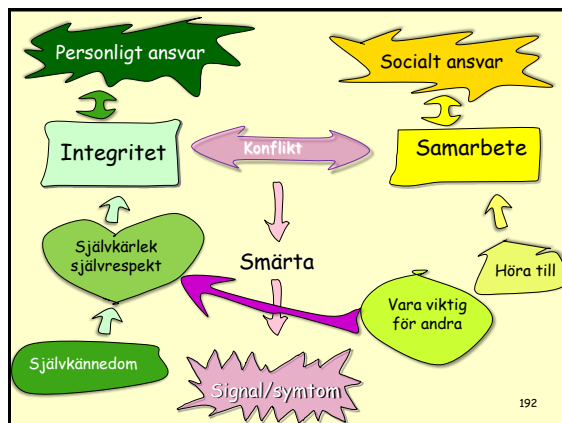 Personligt ansvar
Socialt ansvar
Integritet
Konflikt
Samarbete
Självkärlek
självrespekt
Smärta
Höra till
Vara viktig
för andra
Självkännedom
Signal/symtom
192